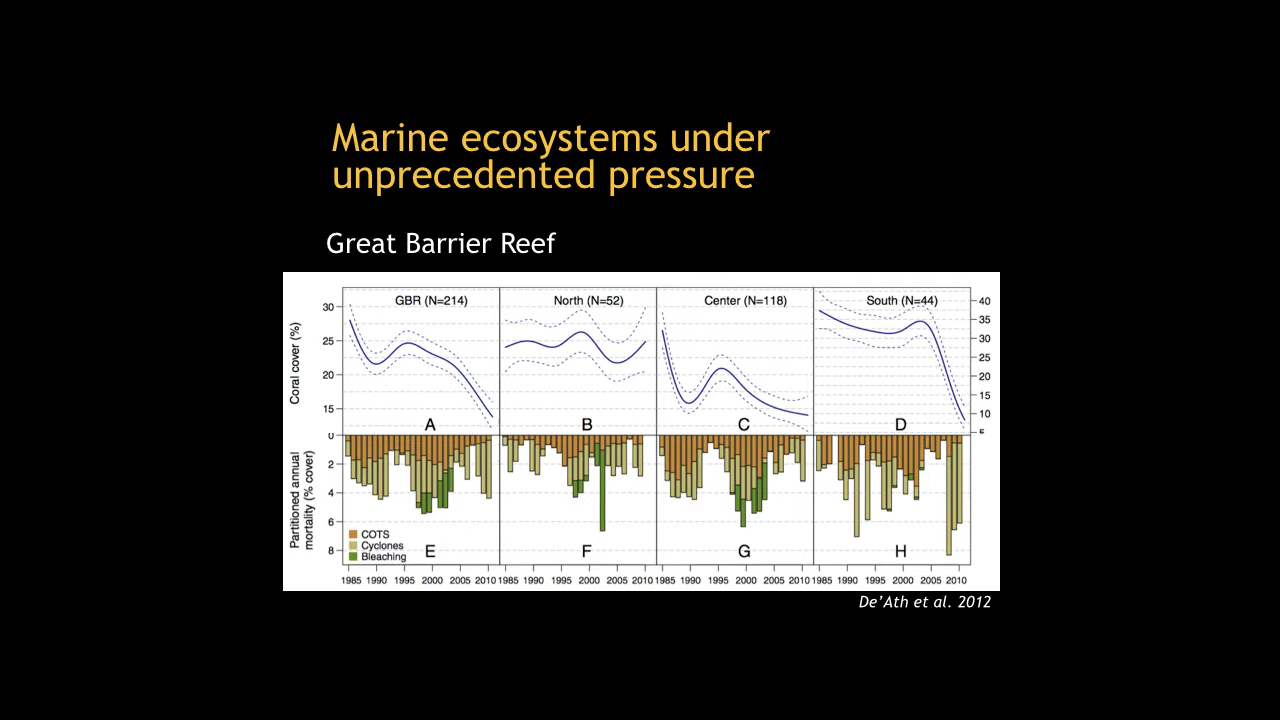 Marine ecosystems under
unprecedented pressure
Great Barrier Reef
GBR (N=214)
North (N=52)
Center (N=118)
South (N=44)
Coral cover (%)
30
25
20
15
40
35
30
25
20
15
10
5
A
B
C
D
Partitioned annual
mortality (% cover)
0
2
4
6
8
COTS
Cyclones
Bleaching
E
F
G
H
1985 1990 1995 2000 2005 2010
1985 1990 1995 2000 2005 2010
1985 1990 1995 2000 2005 2010
1985 1990 1995 2000 2005 2010
De’Ath et al. 2012